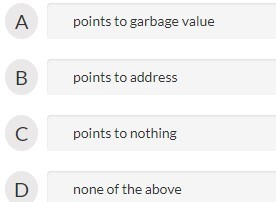 A points to garbage value
B points to address
C points to nothing
D none of the above